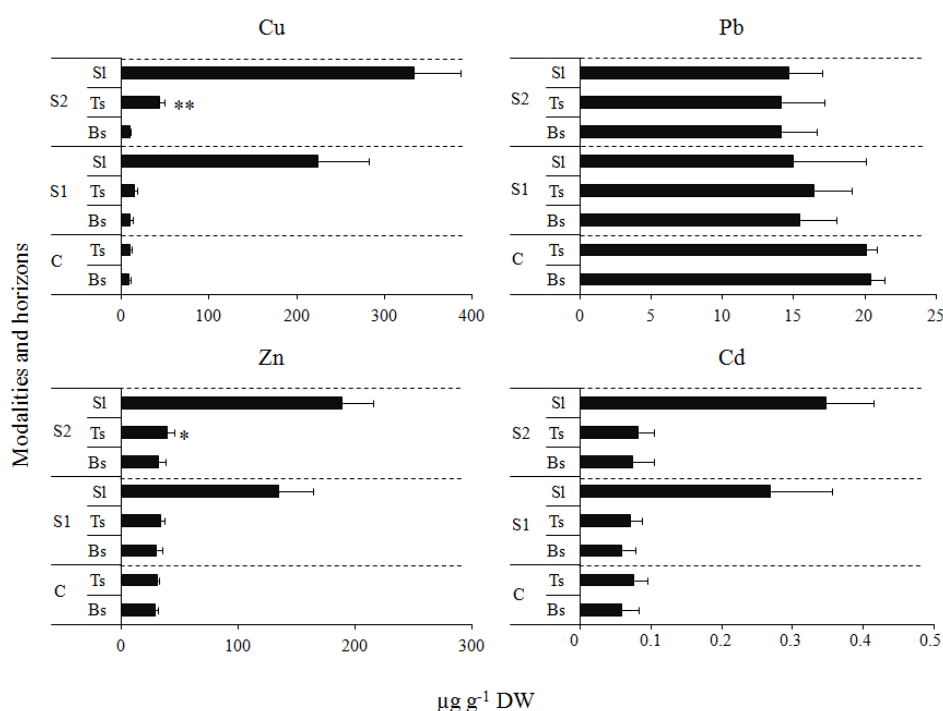 Cu
Pb
S2
Sl
Ts
**
Bs
S1
Sl
Ts
Bs
C
Ts
Bs
0 100 200 300 400
S2
Sl
Ts
Bs
S1
Sl
Ts
Bs
C
Ts
Bs
0 5 10 15 20 25
Modalities and horizons
Zn
Cd
S2
Sl
Ts
*
Bs
S1
Sl
Ts
Bs
C
Ts
Bs
0 100 200 300
S2
Sl
Ts
Bs
S1
Sl
Ts
Bs
C
Ts
Bs
0 0.1 0.2 0.3 0.4 0.5
µg g⁻¹ DW